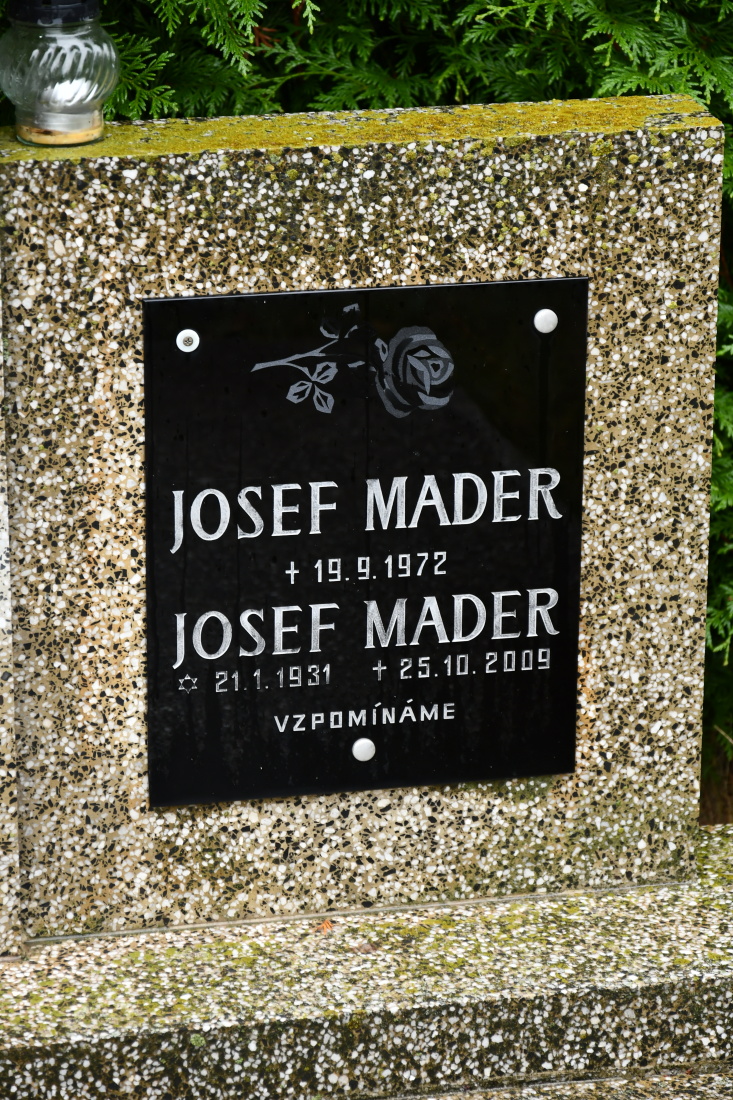 JOSEF MADER
✝ 19.9.1972
JOSEF MADER
✡ 21.1.1931 ✝ 25.10.2009
VZPOMÍNÁME